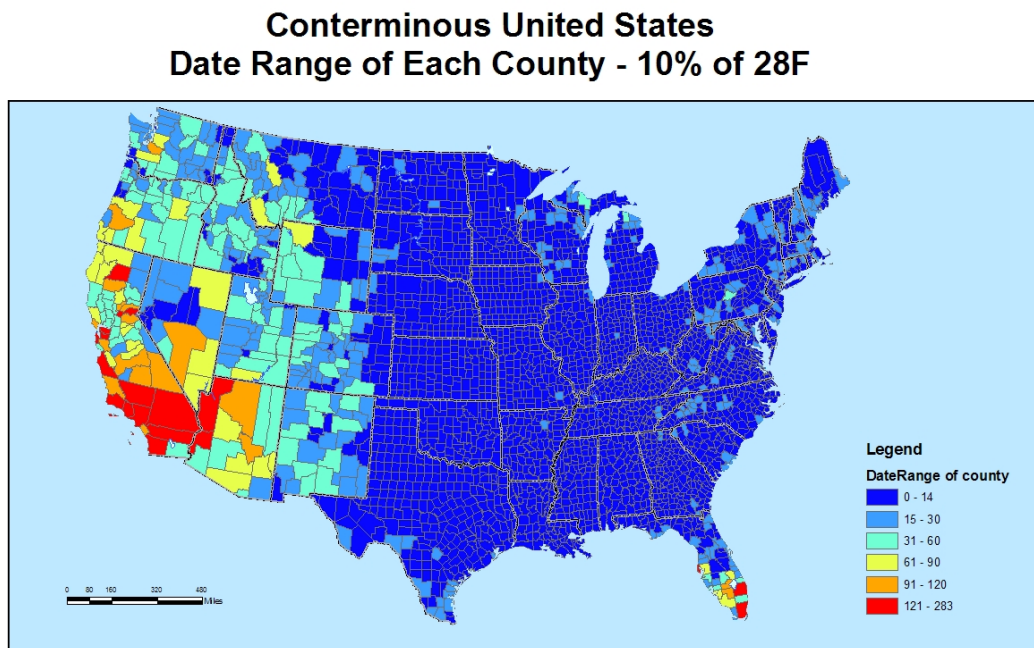 Conterminous United States
Date Range of Each County - 10% of 28F
Legend
DateRange of county
0 - 14
15 - 30
31 - 60
61 - 90
91 - 120
121 - 283
0 80 160 320 480
Miles